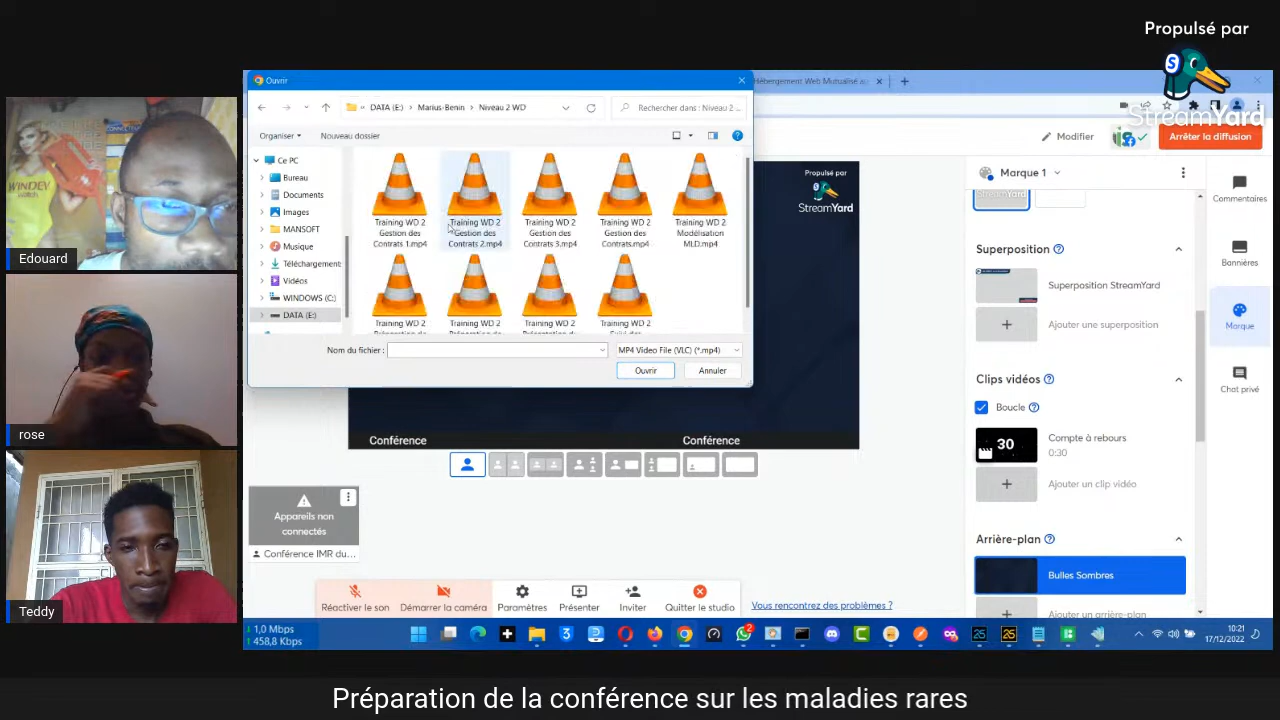 Propulsé par
StreamYard
WINDEV
Edouard
rose
Teddy
Ouvrir
Hébergement Web Mutualisé
DATA (E:) Marius-Benin Niveau 2 WD
Rechercher dans : Niveau 2 ...
Organiser
Nouveau dossier
Ce PC
Bureau
Documents
Images
MANSOFT
Musique
Téléchargement
Vidéos
WINDOWS (C:)
DATA (E:)
Training WD 2 Gestion des Contrats 1.mp4
Training WD 2 Gestion des Contrats 2.mp4
Training WD 2 Gestion des Contrats 3.mp4
Training WD 2 Gestion des Contrats.mp4
Training WD 2 Modélisation MLD.mp4
Training WD 2
Training WD 2
Training WD 2
Training WD 2
Nom du fichier :
MP4 Video File (VLC) (*.mp4)
Ouvrir
Annuler
Modifier
Arrêter la diffusion
Propulsé par
StreamYard
Conférence
Conférence
Appareils non connectés
Conférence IMR du...
Réactiver le son
Démarrer la caméra
Paramètres
Présenter
Inviter
Quitter le studio
Vous rencontrez des problèmes ?
Marque 1
StreamYard
Superposition
Superposition StreamYard
Ajouter une superposition
Clips vidéos
Boucle
30
Compte à rebours
0:30
Ajouter un clip vidéo
Arrière-plan
Bulles Sombres
Ajouter un arrière-plan
Commentaires
Bannières
Marque
Chat privé
1,0 Mbps
458,8 Kbps
2
10:21
17/12/2022
Préparation de la conférence sur les maladies rares